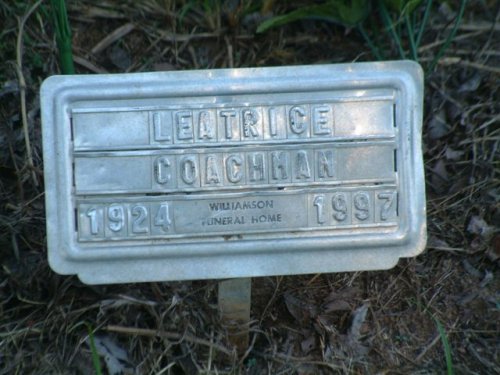 LEATRICE
COACHMAN
1924 WILLIAMSON FUNERAL HOME 1997